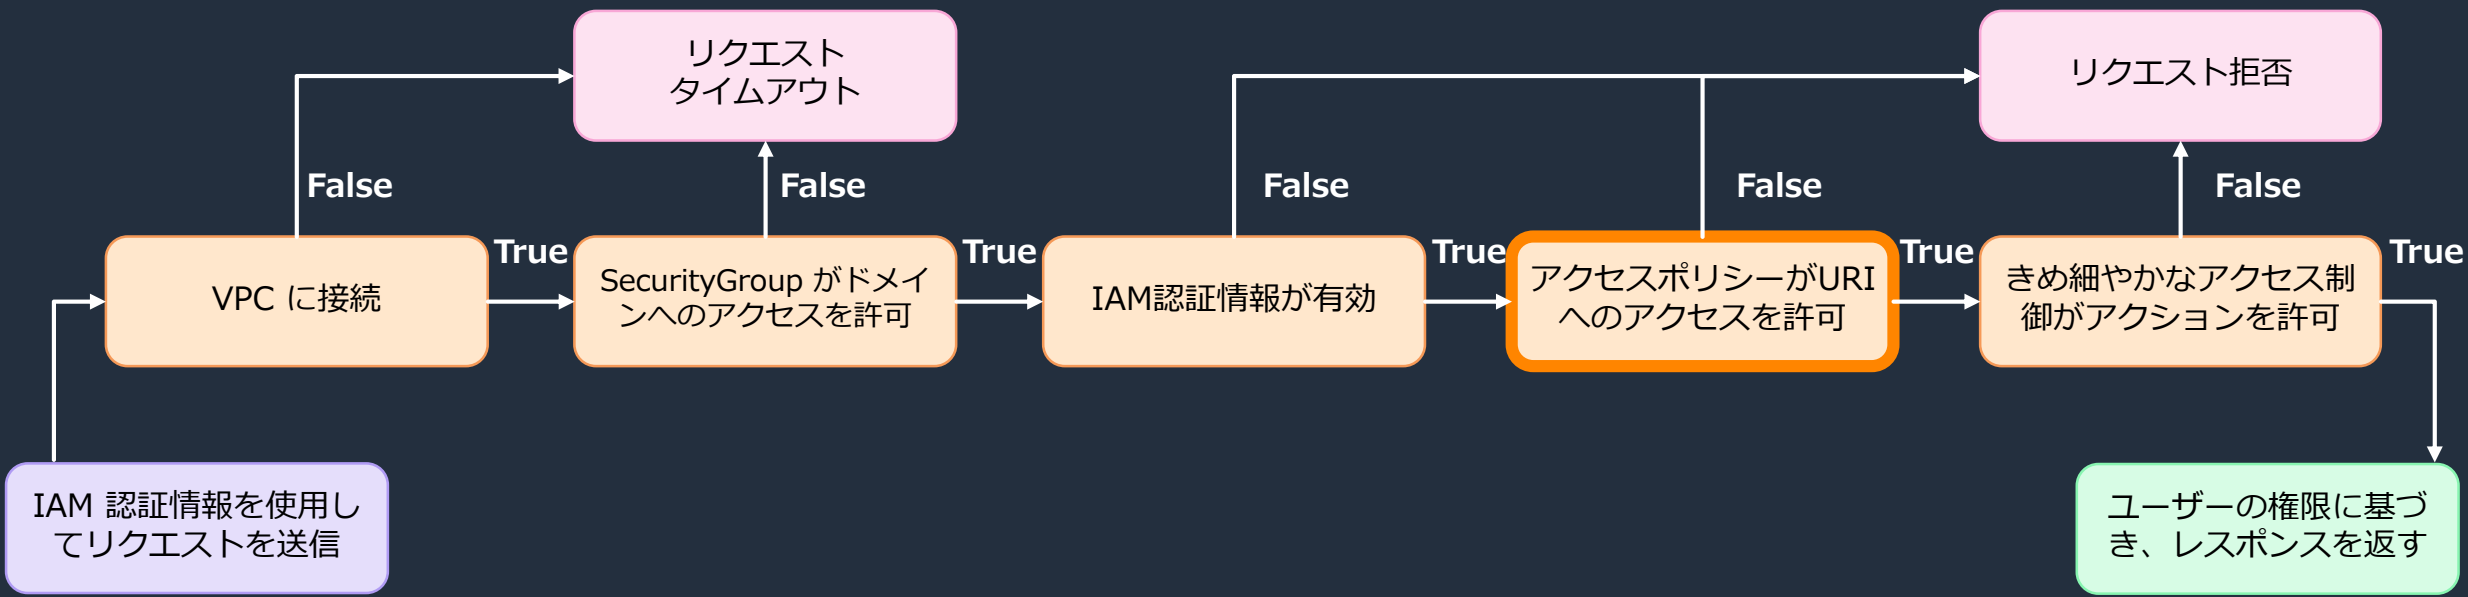 リクエスト
タイムアウト
リクエスト拒否
False
False
False
False
False
True
True
True
True
True
VPC に接続
SecurityGroup がドメイ
ンへのアクセスを許可
IAM認証情報が有効
アクセスポリシーがURI
へのアクセスを許可
きめ細やかなアクセス制
御がアクションを許可
IAM 認証情報を使用し
てリクエストを送信
ユーザーの権限に基づ
き、レスポンスを返す